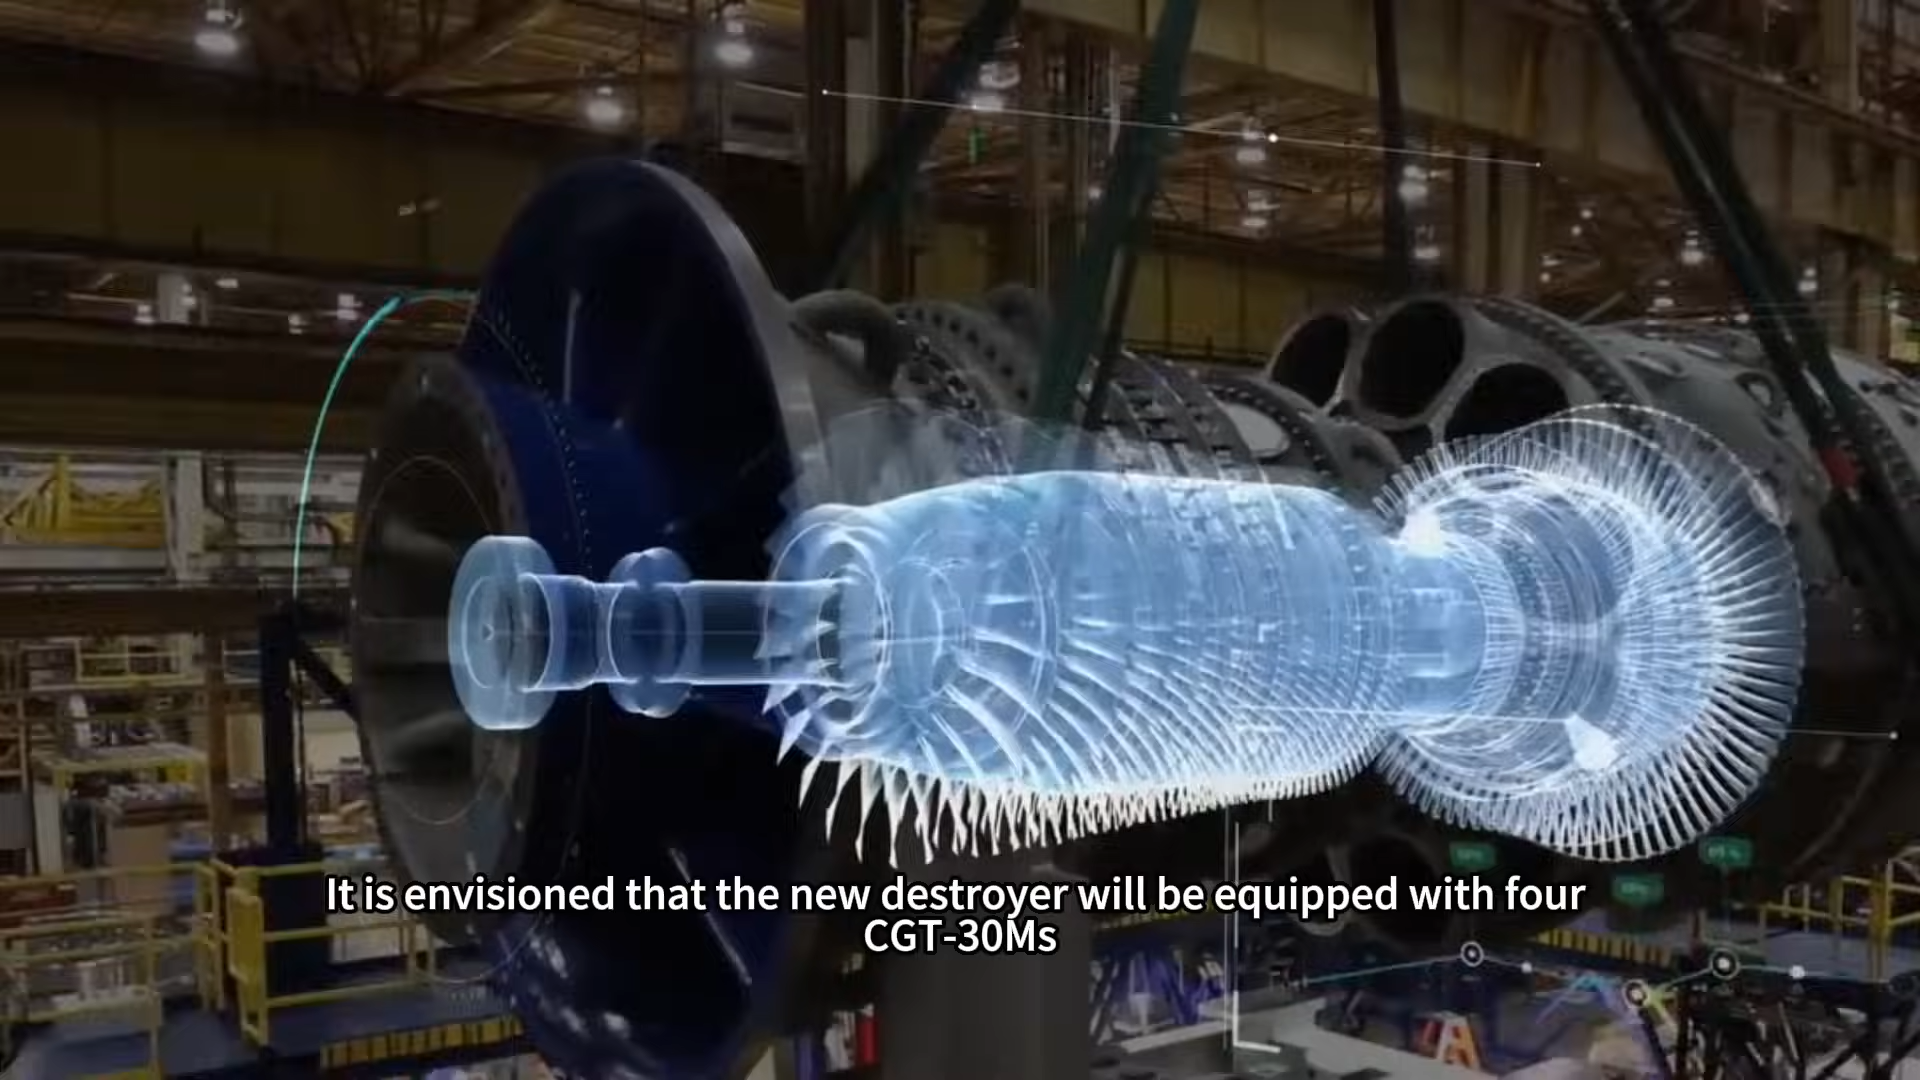 It is envisioned that the new destroyer will be equipped with four
CGT-30Ms